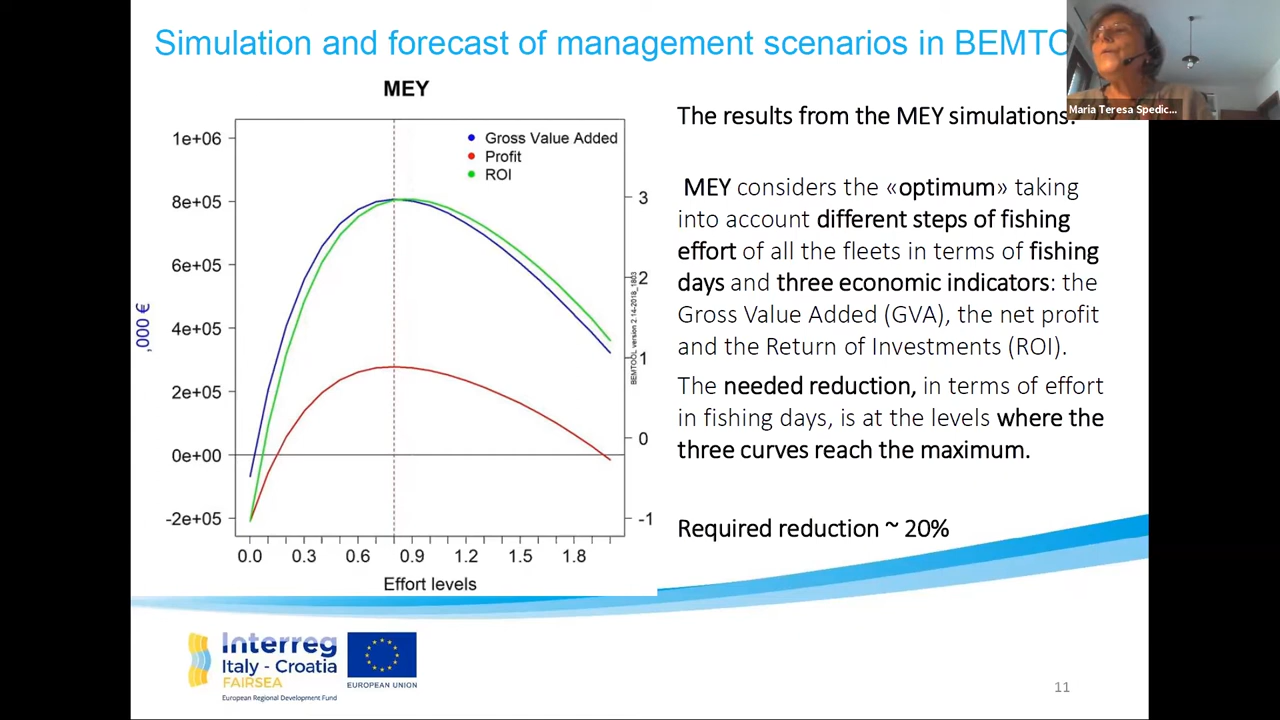 Simulation and forecast of management scenarios in BEMTO
Maria Teresa Spedic...
MEY
1e+06
8e+05
6e+05
4e+05
2e+05
0e+00
-2e+05
,000 €
Gross Value Added
Profit
ROI
3
2
1
0
-1
BEMTOOL version 2.14-2018_1803
0.0 0.3 0.6 0.9 1.2 1.5 1.8
Effort levels
The results from the MEY simulations:
MEY considers the «optimum» taking
into account different steps of fishing
effort of all the fleets in terms of fishing
days and three economic indicators: the
Gross Value Added (GVA), the net profit
and the Return of Investments (ROI).
The needed reduction, in terms of effort
in fishing days, is at the levels where the
three curves reach the maximum.
Required reduction ~ 20%
Interreg
Italy - Croatia
FAIRSEA
European Regional Development Fund
EUROPEAN UNION
11